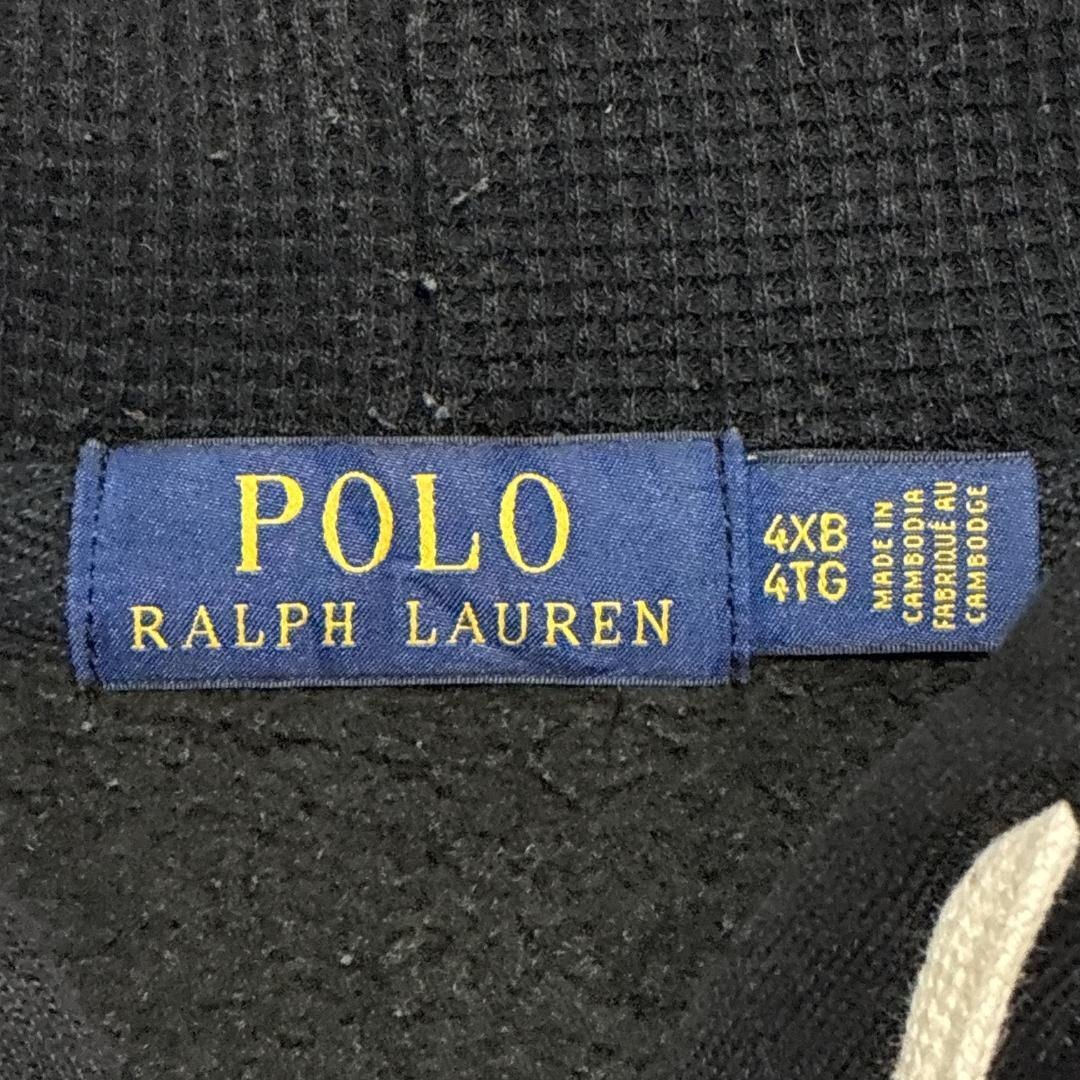 POLO
RALPH LAUREN
4XB
4TG
MADE IN
CAMBODIA
FABRIQUÉ AU
CAMBODGE